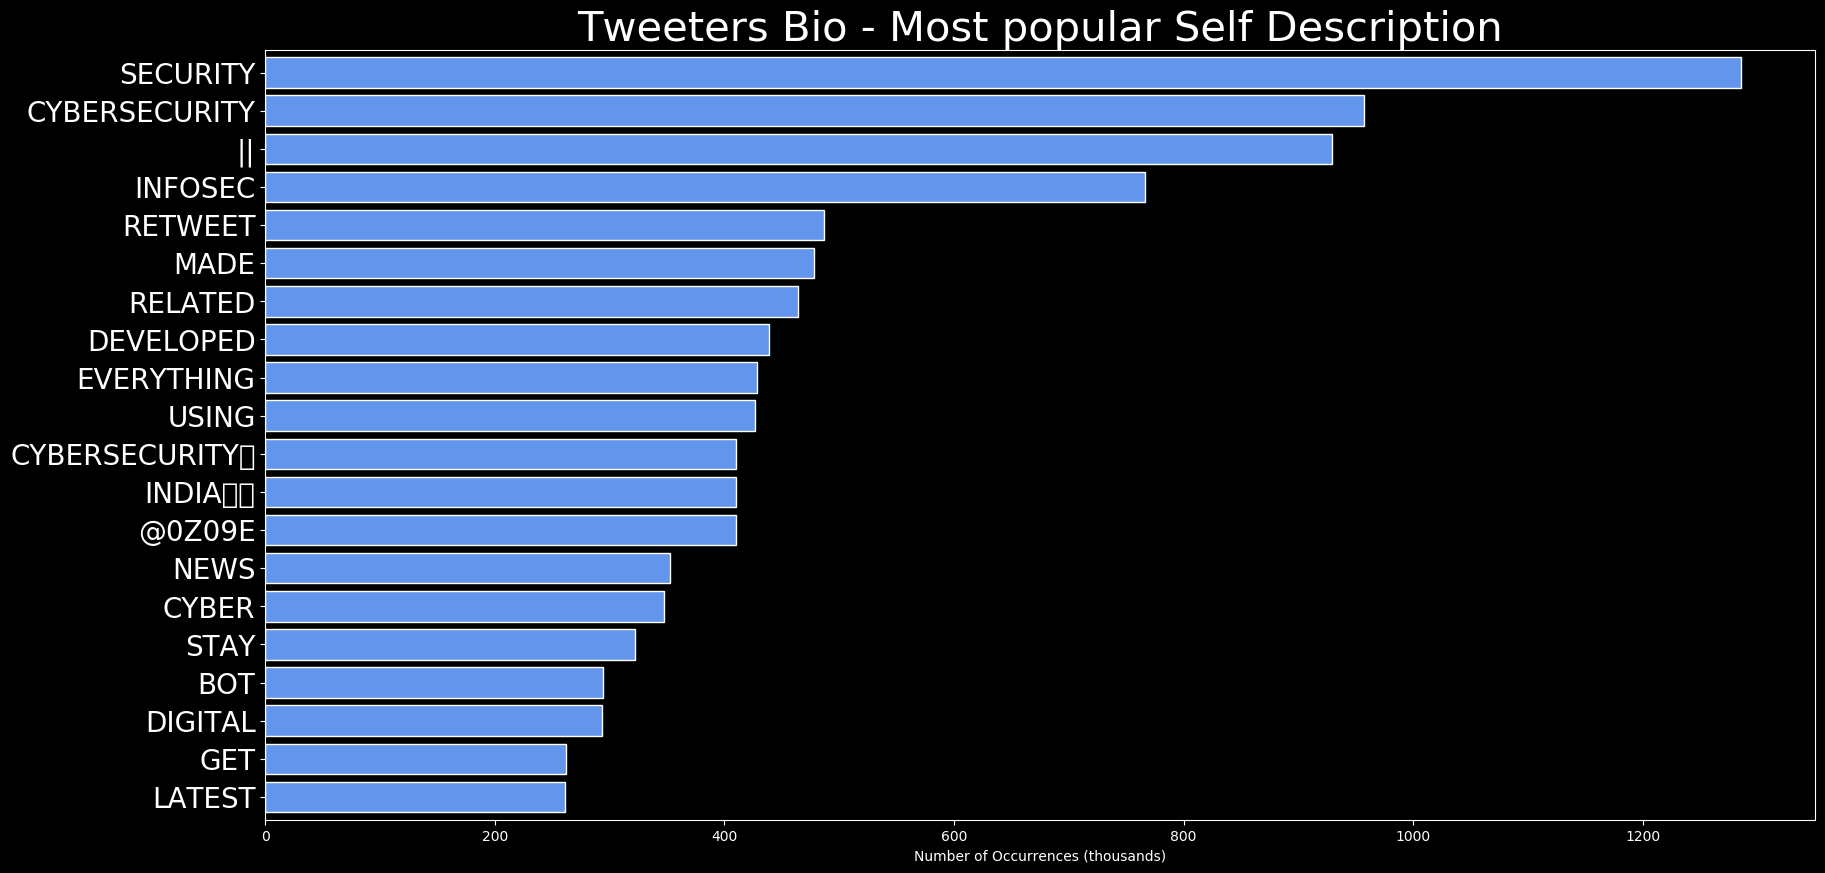 Tweeters Bio - Most popular Self Description
SECURITY
CYBERSECURITY
||
INFOSEC
RETWEET
MADE
RELATED
DEVELOPED
EVERYTHING
USING
CYBERSECURITY▯
INDIA▯▯
@0Z09E
NEWS
CYBER
STAY
BOT
DIGITAL
GET
LATEST
0 200 400 600 800 1000 1200
Number of Occurrences (thousands)